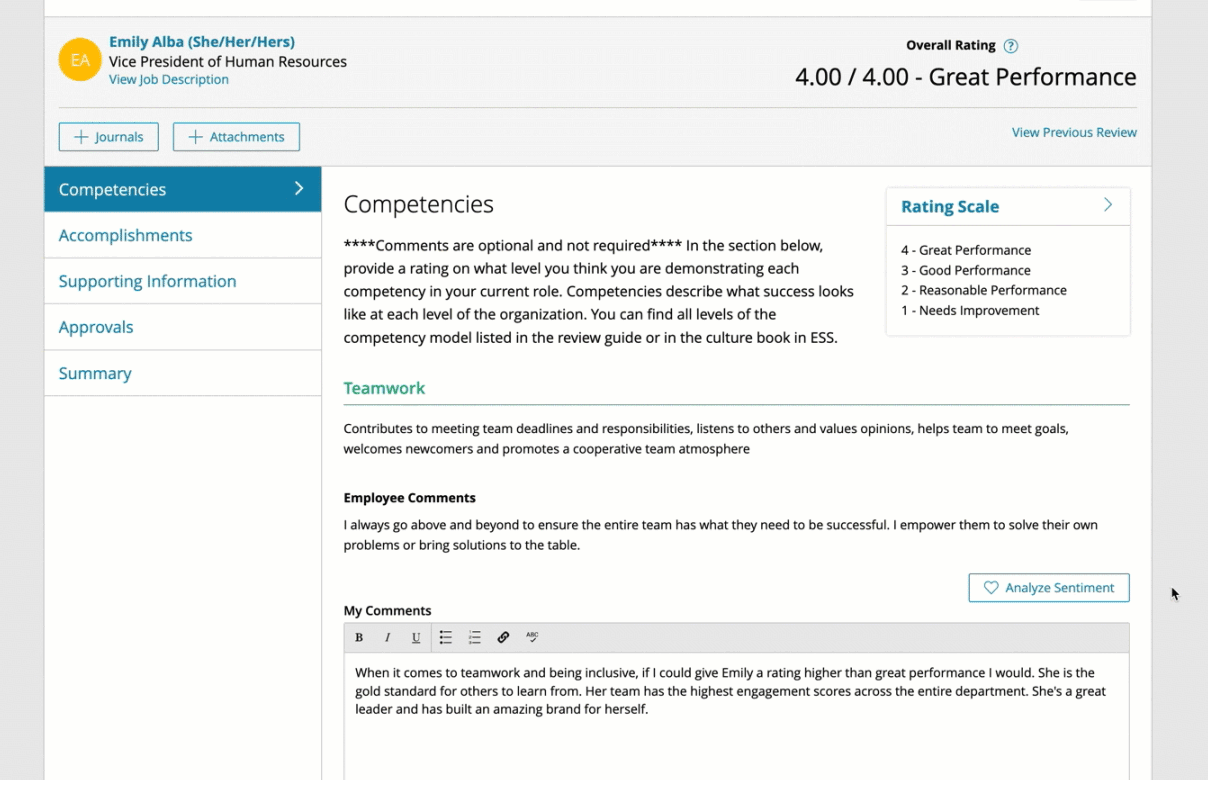 EA
Emily Alba (She/Her/Hers)
Vice President of Human Resources
View Job Description
Overall Rating ?
4.00 / 4.00 - Great Performance
+ Journals
+ Attachments
View Previous Review
Competencies
Accomplishments
Supporting Information
Approvals
Summary
Competencies
****Comments are optional and not required**** In the section below,
provide a rating on what level you think you are demonstrating each
competency in your current role. Competencies describe what success looks
like at each level of the organization. You can find all levels of the
competency model listed in the review guide or in the culture book in ESS.
Rating Scale
4 - Great Performance
3 - Good Performance
2 - Reasonable Performance
1 - Needs Improvement
Teamwork
Contributes to meeting team deadlines and responsibilities, listens to others and values opinions, helps team to meet goals,
welcomes newcomers and promotes a cooperative team atmosphere
Employee Comments
I always go above and beyond to ensure the entire team has what they need to be successful. I empower them to solve their own
problems or bring solutions to the table.
Analyze Sentiment
My Comments
B I U ABC
When it comes to teamwork and being inclusive, if I could give Emily a rating higher than great performance I would. She is the
gold standard for others to learn from. Her team has the highest engagement scores across the entire department. She's a great
leader and has built an amazing brand for herself.